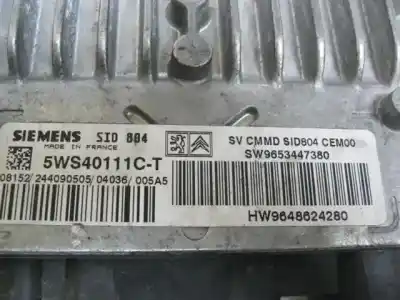 SIEMENS SID 804
MADE IN FRANCE
5WS40111C-T
08152/244090505/04036/005A5
SV CMMD SID804 CEM00
SW9653447380
HW9648624280